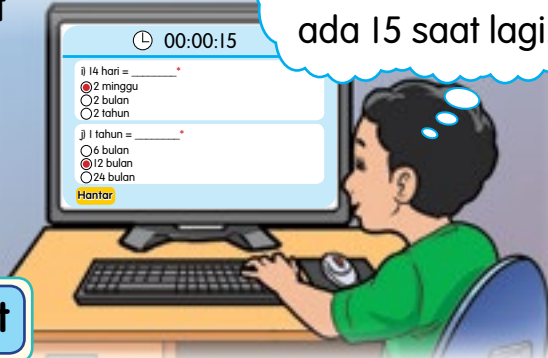 ada 15 saat lagi
00:00:15
i) 14 hari = ________*
2 minggu
2 bulan
2 tahun
j) 1 tahun = ________*
6 bulan
12 bulan
24 bulan
Hantar
t